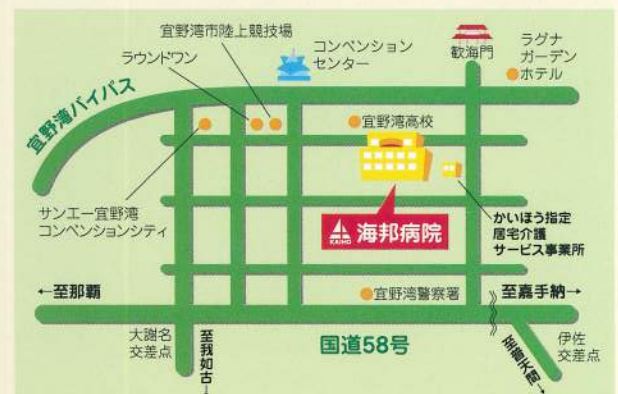 宜野湾市陸上競技場
ラウンドワン
コンベンション
センター
歓海門
ラグナ
ガーデン
ホテル
宜野湾バイパス
宜野湾高校
サンエー宜野湾
コンベンションシティ
KAIHO 海邦病院
かいほう指定
居宅介護
サービス事業所
←至那覇
宜野湾警察署
至嘉手納→
大謝名
交差点
至我如古→
国道58号
至普天間→
伊佐
交差点